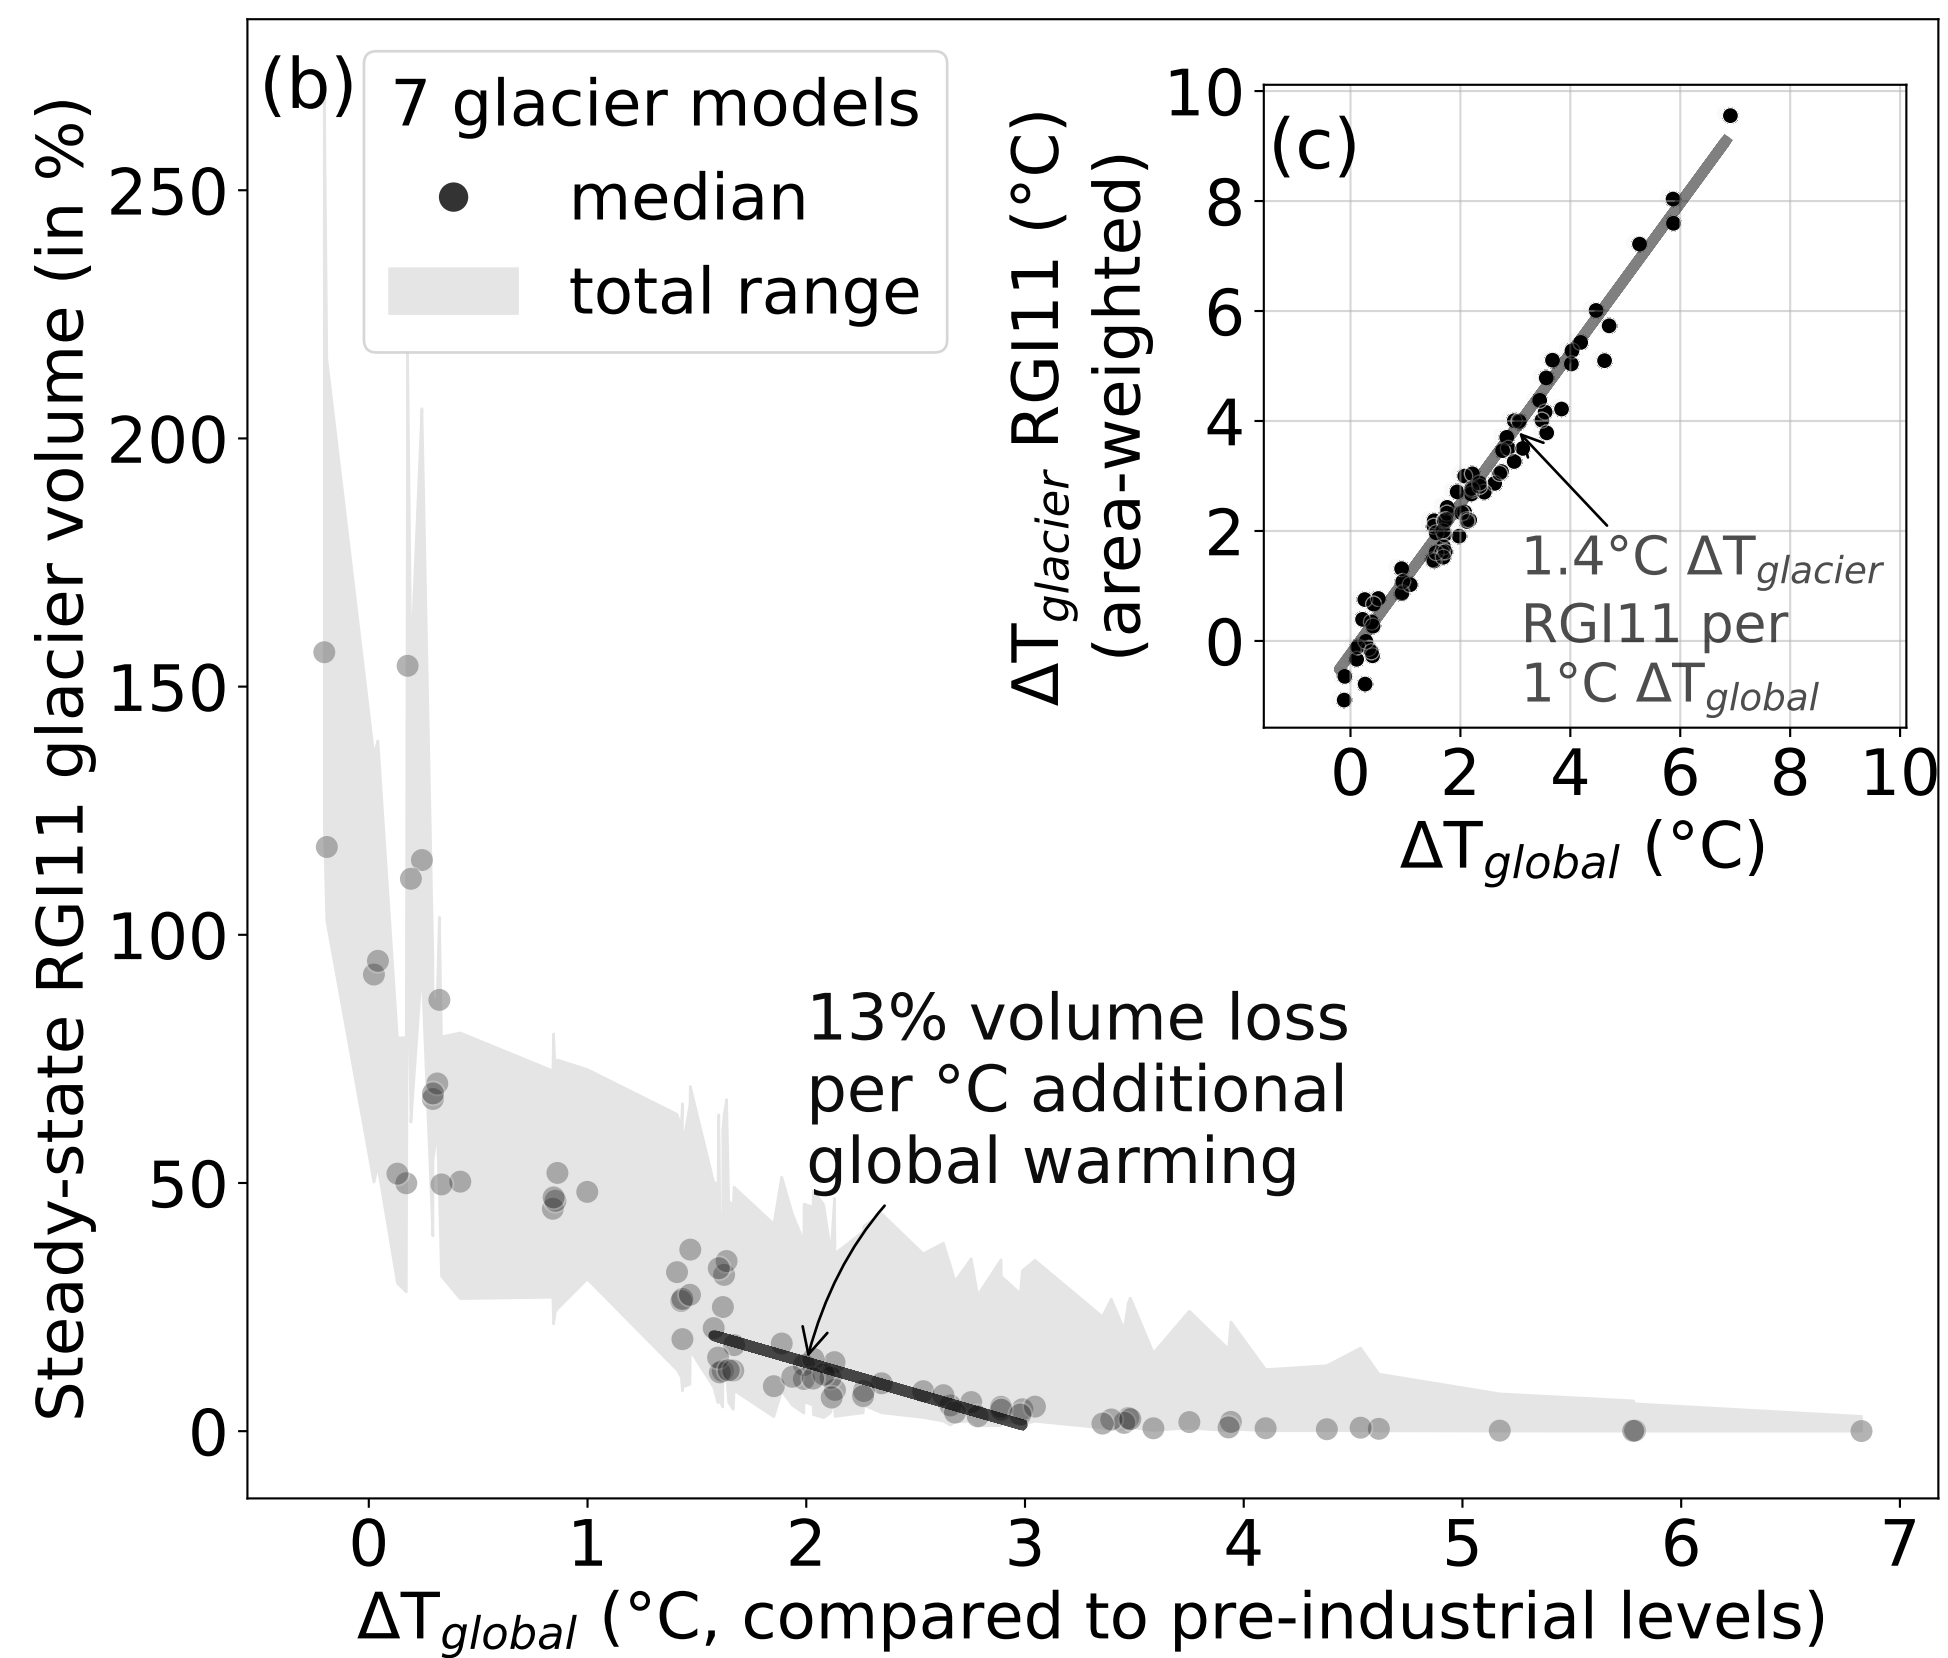 (b)
7 glacier models
median
total range
Steady-state RGI11 glacier volume (in %)
250
200
150
100
50
0
0 1 2 3 4 5 6 7
ΔTglobal (°C, compared to pre-industrial levels)
13% volume loss
per °C additional
global warming
(c)
ΔTglacier RGI11 (°C)
(area-weighted)
10
8
6
4
2
0
0 2 4 6 8 10
ΔTglobal (°C)
1.4°C ΔTglacier
RGI11 per
1°C ΔTglobal